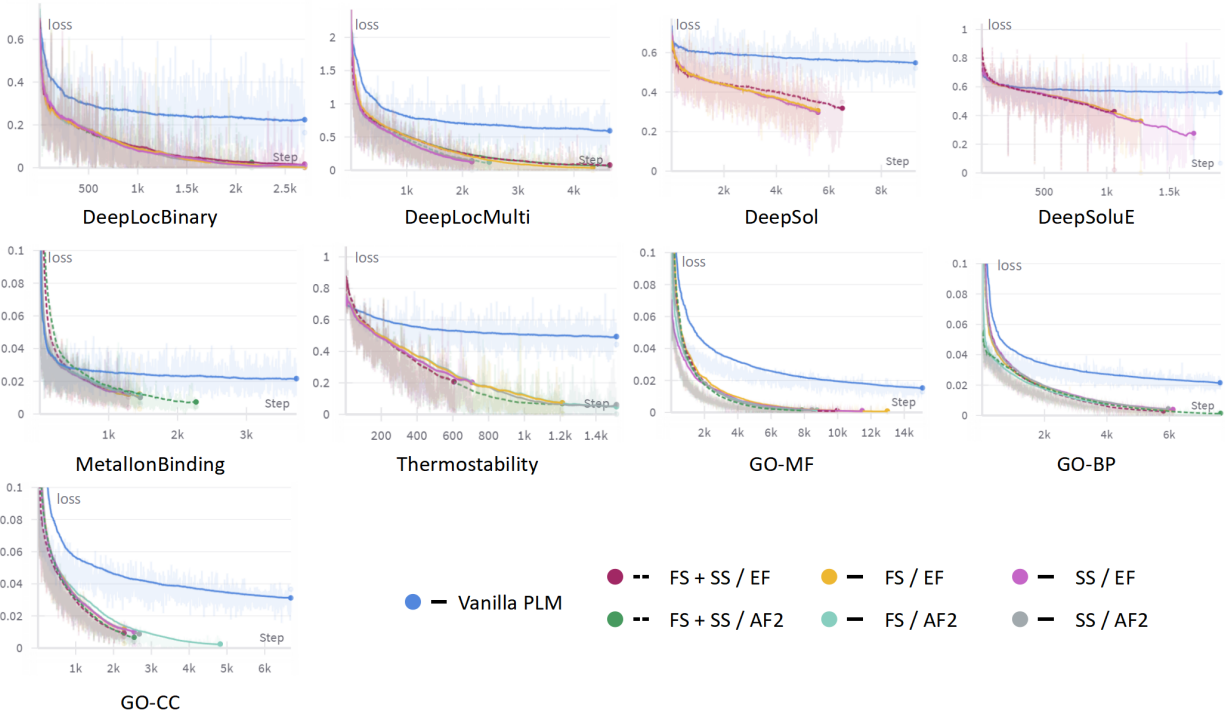 loss
0.6
0.4
0.2
0
500 1k 1.5k 2k 2.5k
Step
DeepLocBinary
loss
2
1.5
1
0.5
0
1k 2k 3k 4k
Step
DeepLocMulti
loss
0.6
0.4
0.2
0
2k 4k 6k 8k
Step
DeepSol
loss
1
0.8
0.6
0.4
0.2
0
500 1k 1.5k
Step
DeepSoluE
loss
0.1
0.08
0.06
0.04
0.02
0
1k 2k 3k
Step
MetalIonBinding
loss
1
0.8
0.6
0.4
0.2
0
200 400 600 800 1k 1.2k 1.4k
Step
Thermostability
loss
0.1
0.08
0.06
0.04
0.02
0
2k 4k 6k 8k 10k 12k 14k
Step
GO-MF
loss
0.1
0.08
0.06
0.04
0.02
0
2k 4k 6k
Step
GO-BP
loss
0.1
0.08
0.06
0.04
0.02
0
1k 2k 3k 4k 5k 6k
Step
GO-CC
Vanilla PLM
FS + SS / EF
FS / EF
SS / EF
FS + SS / AF2
FS / AF2
SS / AF2